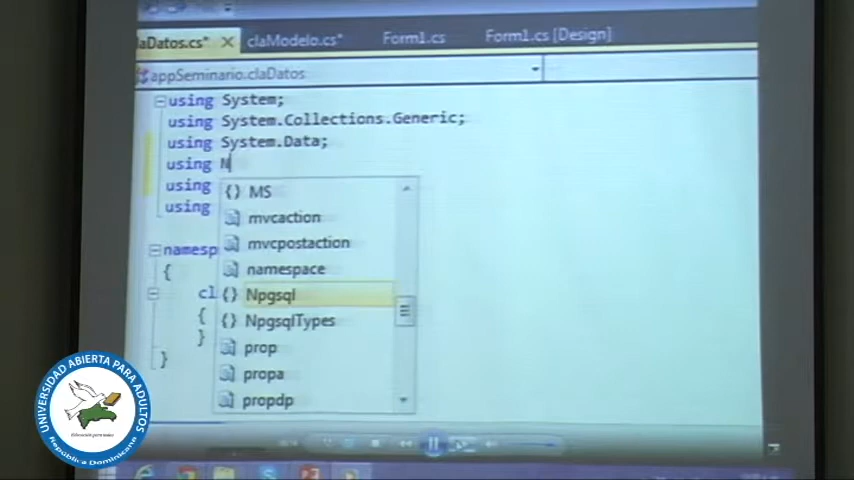 claDatos.cs*
claModelo.cs*
Form1.cs
Form1.cs [Design]
appSeminario.claDatos
using System;
using System.Collections.Generic;
using System.Data;
using N
using
using
namesp
{
cl
{
}
}
{} MS
mvcaction
mvcpostaction
namespace
{} Npgsql
{} NpgsqlTypes
prop
propa
propdp
UNIVERSIDAD ABIERTA PARA ADULTOS
República Dominicana